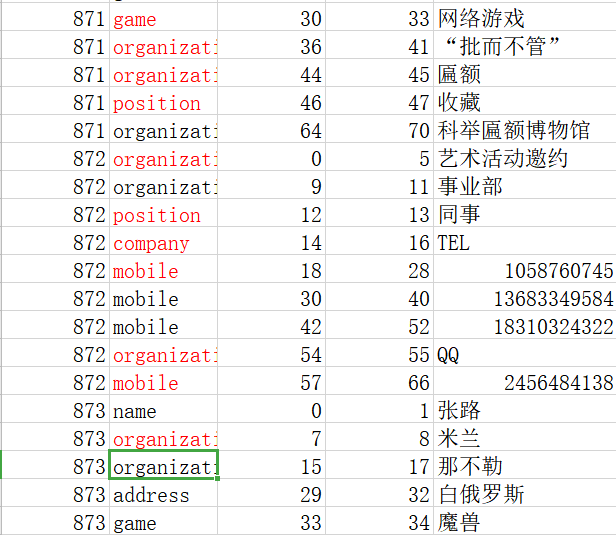 871 game 30 33 网络游戏
871 organizati 36 41 “批而不管”
871 organizati 44 45 匾额
871 position 46 47 收藏
871 organizati 64 70 科举匾额博物馆
872 organizati 0 5 艺术活动邀约
872 organizati 9 11 事业部
872 position 12 13 同事
872 company 14 16 TEL
872 mobile 18 28 1058760745
872 mobile 30 40 13683349584
872 mobile 42 52 18310324322
872 organizati 54 55 QQ
872 mobile 57 66 2456484138
873 name 0 1 张路
873 organizati 7 8 米兰
873 organizati 15 17 那不勒
873 address 29 32 白俄罗斯
873 game 33 34 魔兽